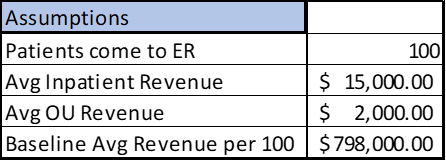 Assumptions
Patients come to ER 100
Avg Inpatient Revenue $ 15,000.00
Avg OU Revenue $ 2,000.00
Baseline Avg Revenue per 100 $798,000.00